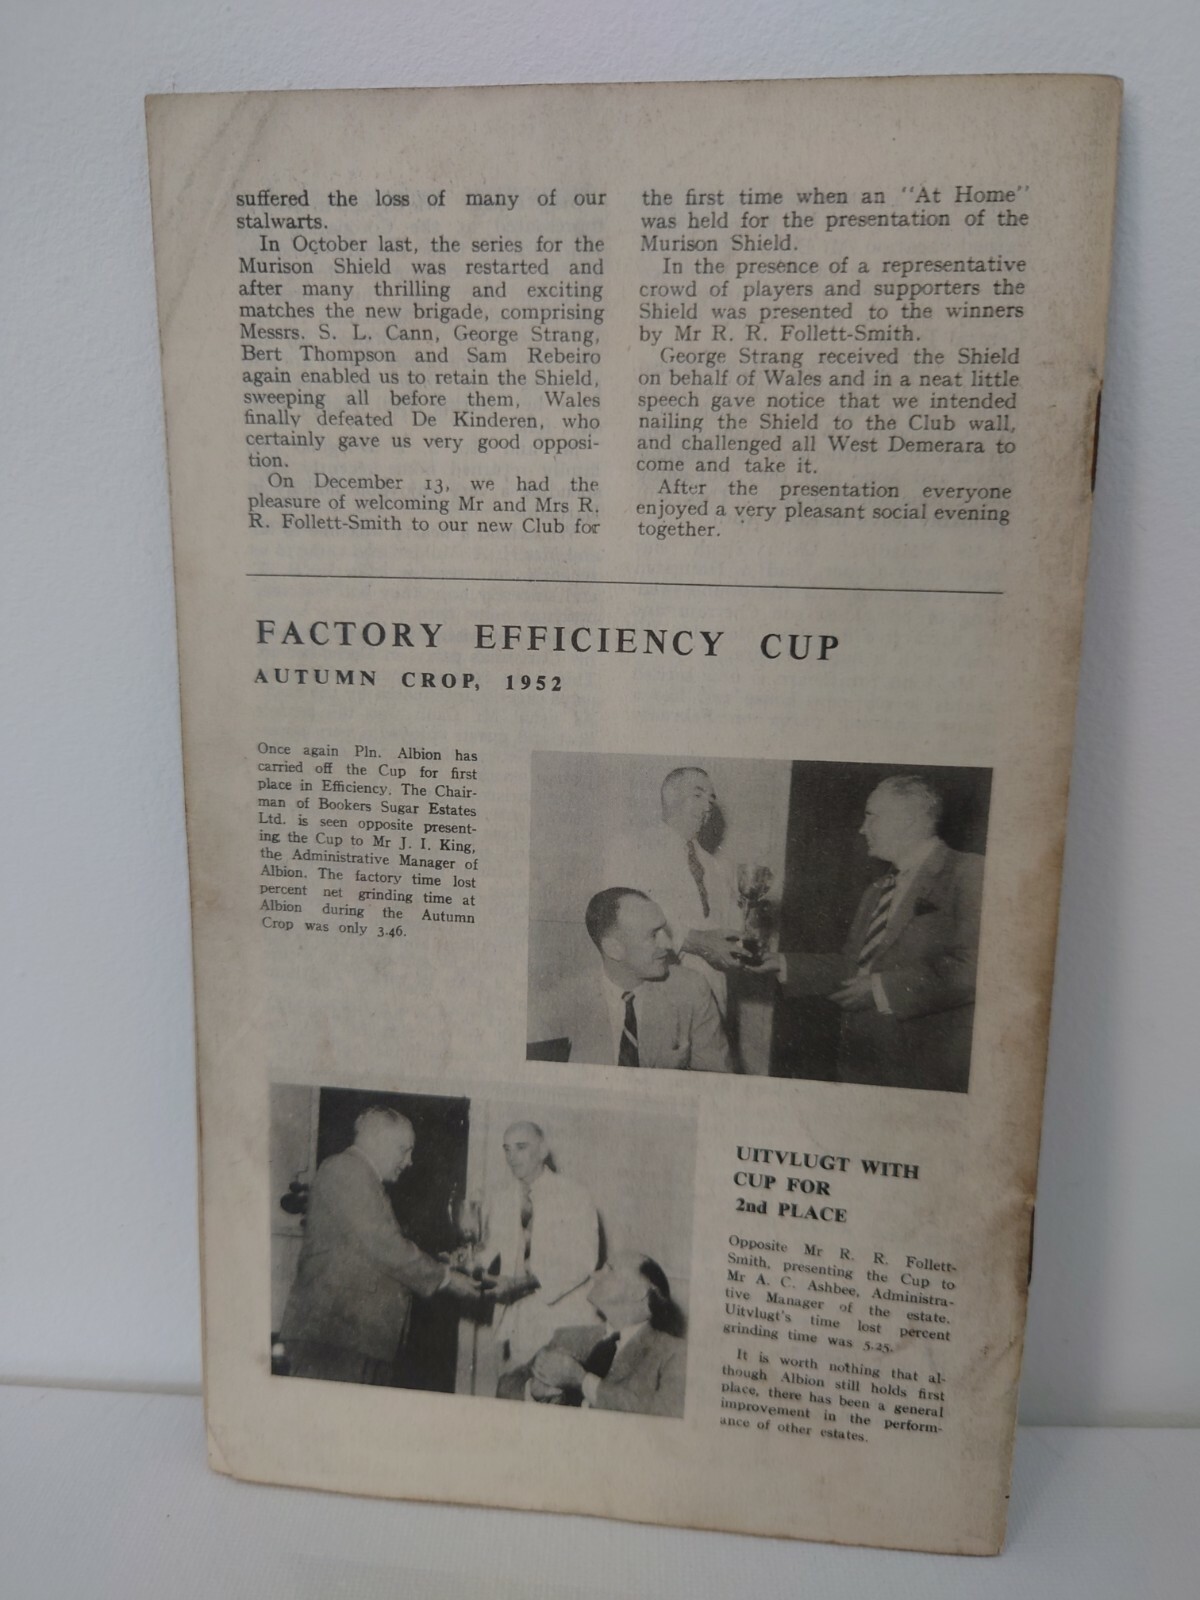 suffered the loss of many of our
stalwarts.
In October last, the series for the
Murison Shield was restarted and
after many thrilling and exciting
matches the new brigade, comprising
Messrs. S. L. Cann, George Strang,
Bert Thompson and Sam Rebeiro
again enabled us to retain the Shield,
sweeping all before them, Wales
finally defeated De Kinderen, who
certainly gave us very good opposi-
tion.
On December 13, we had the
pleasure of welcoming Mr and Mrs R.
R. Follett-Smith to our new Club for
the first time when an "At Home"
was held for the presentation of the
Murison Shield.
In the presence of a representative
crowd of players and supporters the
Shield was presented to the winners
by Mr R. R. Follett-Smith.
George Strang received the Shield
on behalf of Wales and in a neat little
speech gave notice that we intended
nailing the Shield to the Club wall,
and challenged all West Demerara to
come and take it.
After the presentation everyone
enjoyed a very pleasant social evening
together.
FACTORY EFFICIENCY CUP
AUTUMN CROP, 1952
Once again Pln. Albion has
carried off the Cup for first
place in Efficiency. The Chair-
man of Bookers Sugar Estates
Ltd. is seen opposite present-
ing the Cup to Mr J. I. King,
the Administrative Manager of
Albion. The factory time lost
percent net grinding time at
Albion during the Autumn
Crop was only 3.46.
UITVLUGT WITH
CUP FOR
2nd PLACE
Opposite Mr R. R. Follett-
Smith, presenting the Cup to
Mr A. C. Ashbee, Administra-
tive Manager of the estate.
Uitvlugt's time lost percent
grinding time was 5.25.
It is worth nothing that al-
though Albion still holds first
place, there has been a general
improvement in the perform-
ance of other estates.